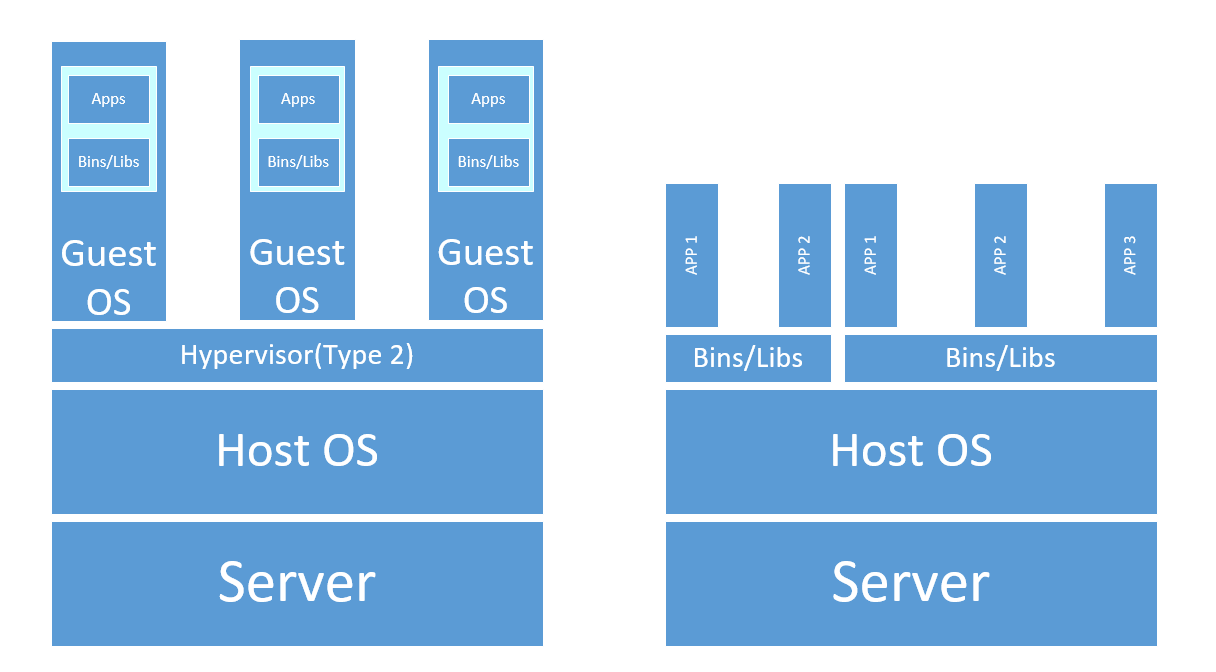 Apps
Bins/Libs
Guest
OS
Apps
Bins/Libs
Guest
OS
Apps
Bins/Libs
Guest
OS
Hypervisor(Type 2)
Host OS
Server
APP 1
APP 2
APP 1
APP 2
APP 3
Bins/Libs
Bins/Libs
Host OS
Server